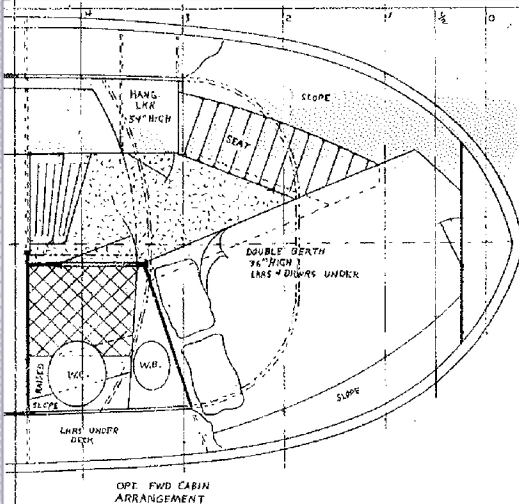 4 3 2 1 ½ 0
HANG.
LKR
54" HIGH
SLOPE
SEAT
DOUBLE BERTH
36" HIGH
LKRS & DRWRS UNDER
RAISED
W.C.
W.B.
SLOPE
SLOPE
LKRS UNDER
DECK
OPT. FWD CABIN
ARRANGEMENT